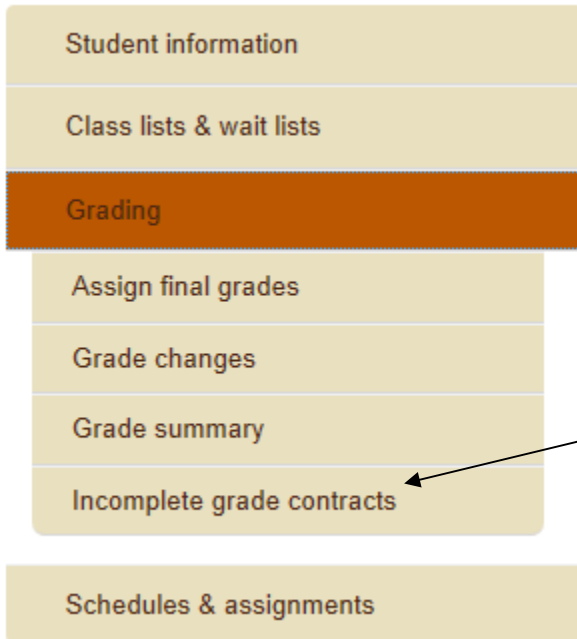 Student information
Class lists & wait lists
Grading
Assign final grades
Grade changes
Grade summary
Incomplete grade contracts
Schedules & assignments